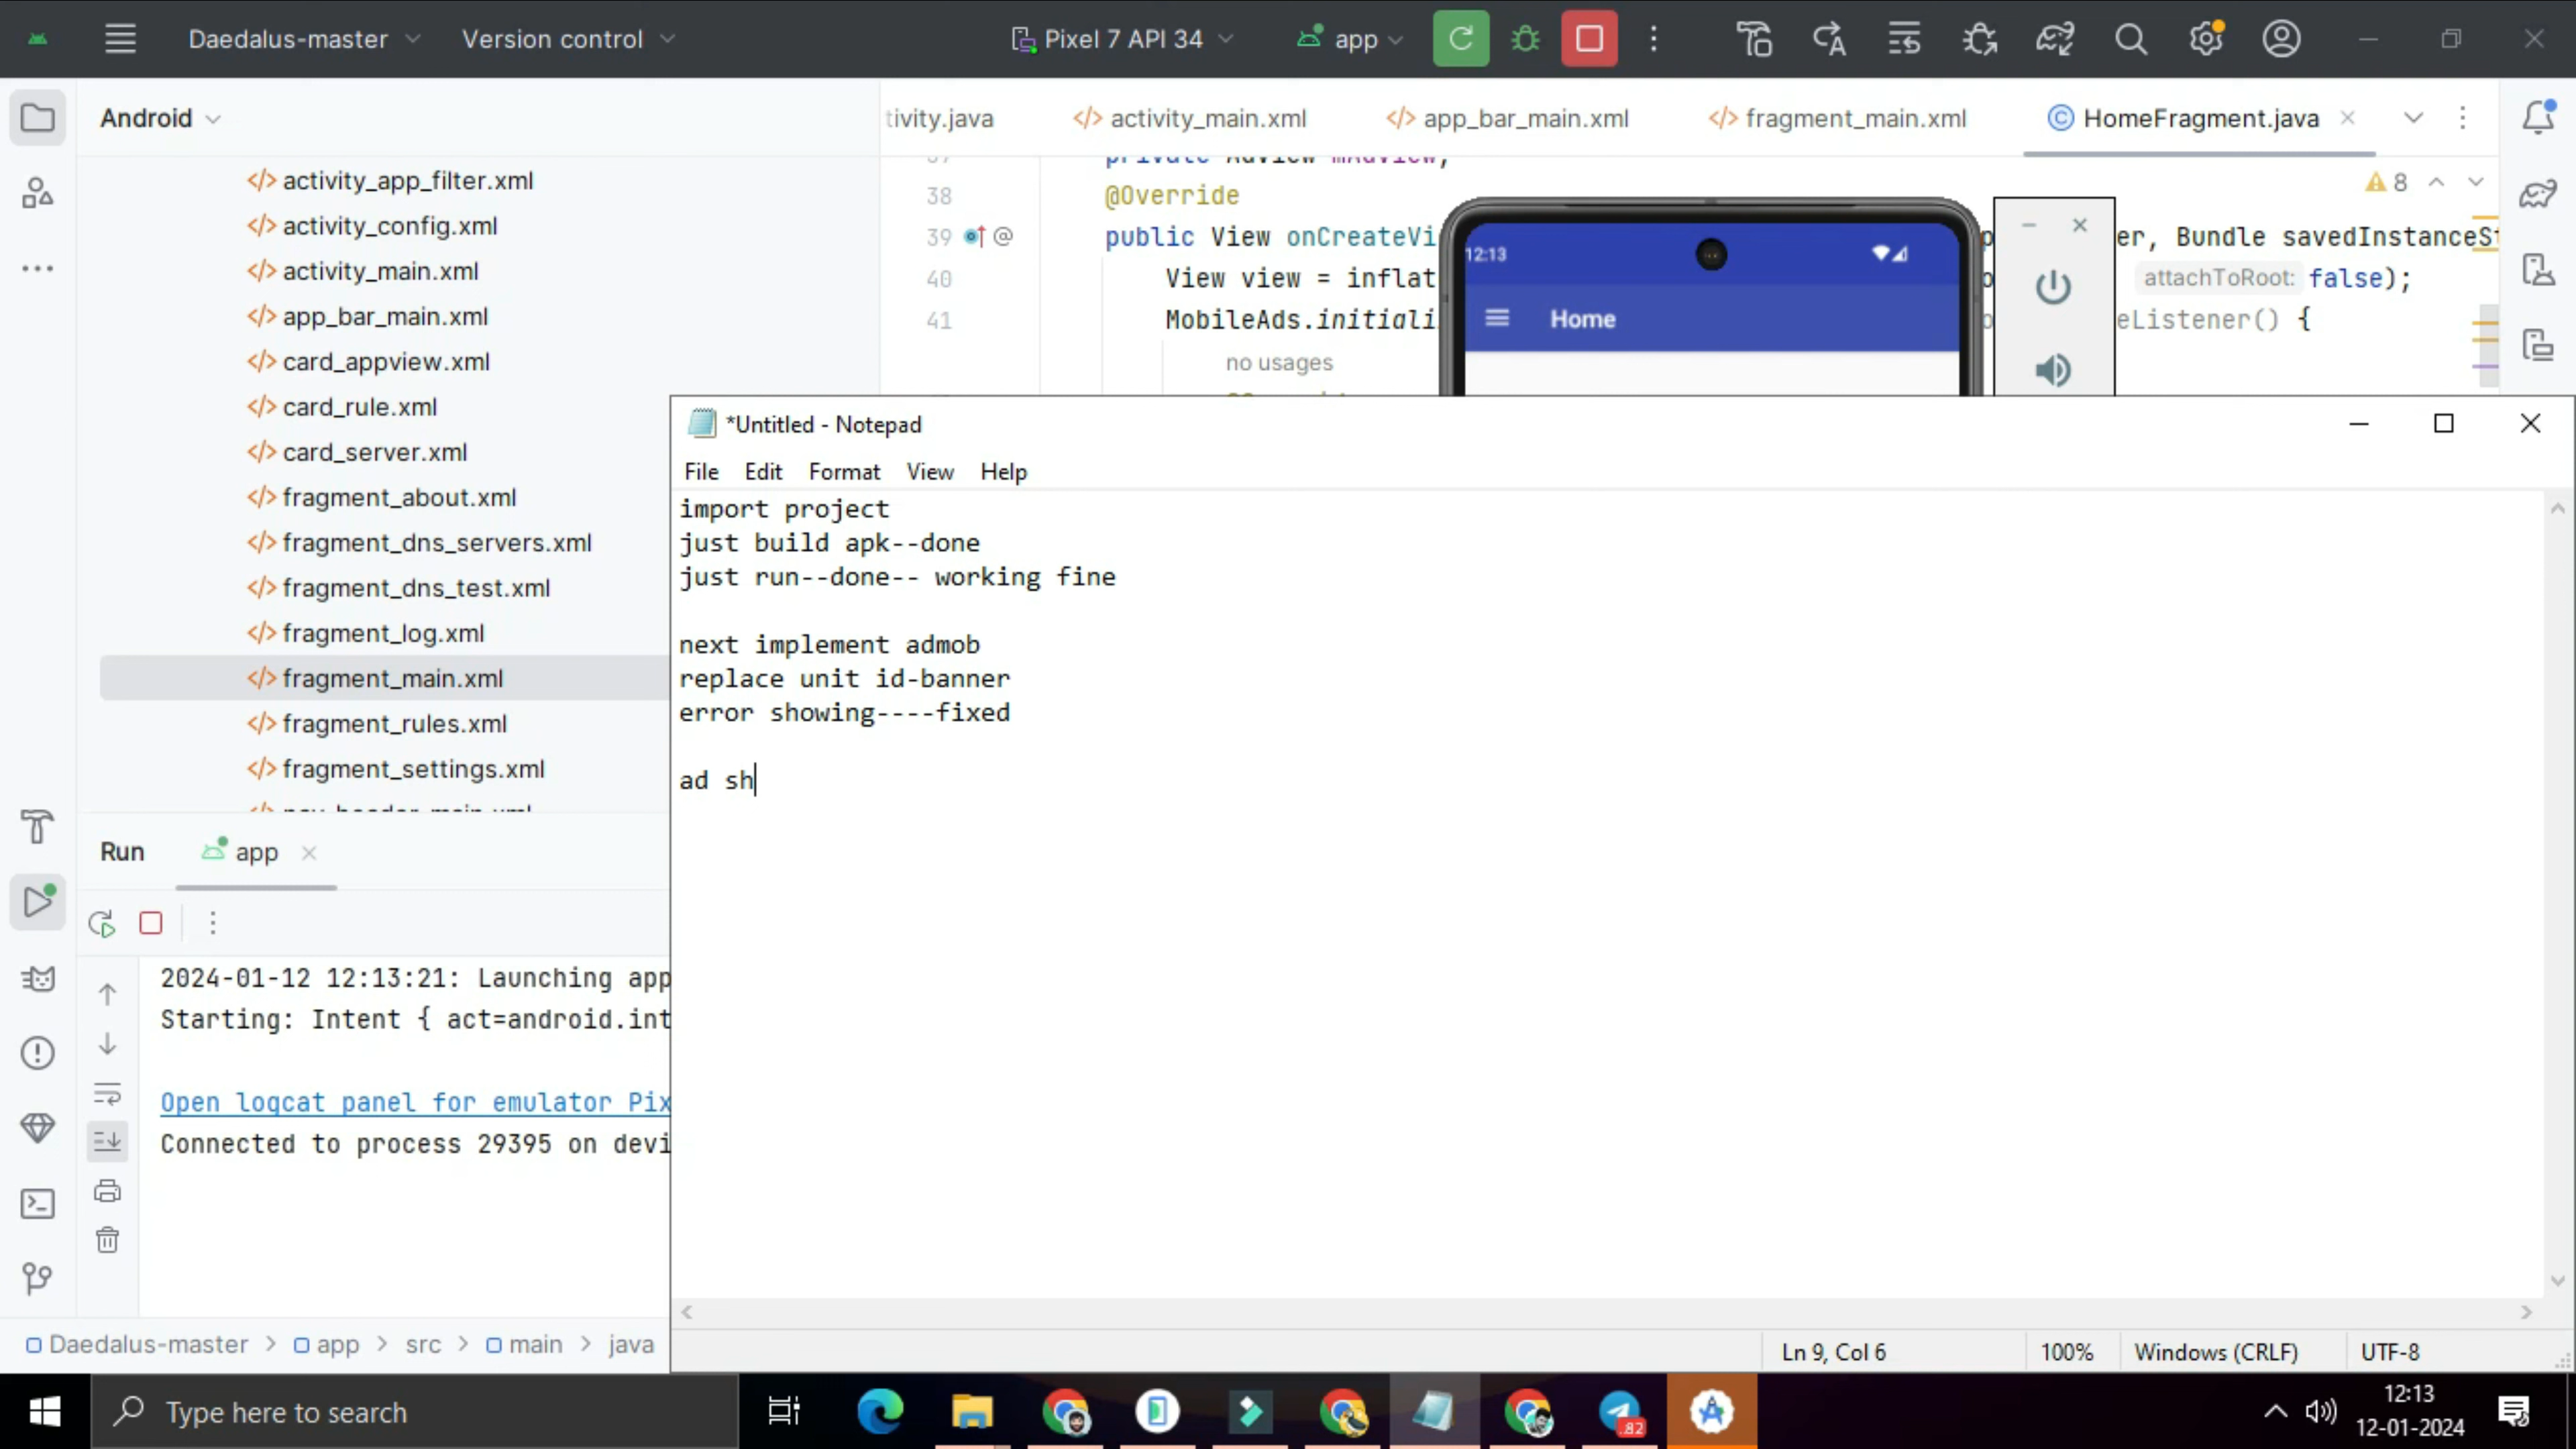 Daedalus-master
Version control
Pixel 7 API 34
app
Android
tivity.java
activity_main.xml
app_bar_main.xml
fragment_main.xml
HomeFragment.java
activity_app_filter.xml
activity_config.xml
activity_main.xml
app_bar_main.xml
card_appview.xml
card_rule.xml
card_server.xml
fragment_about.xml
fragment_dns_servers.xml
fragment_dns_test.xml
fragment_log.xml
fragment_main.xml
fragment_rules.xml
fragment_settings.xml
nav_header_main.xml
37 private AdView mAdView;
38 @Override
8
39 @ public View onCreateVi
er, Bundle savedInstanceS
40 View view = inflat
attachToRoot: false);
41 MobileAds.initiali
eListener() {
no usages
12:13
Home
*Untitled - Notepad
File Edit Format View Help
import project
just build apk--done
just run--done-- working fine
next implement admob
replace unit id-banner
error showing----fixed
ad sh
Ln 9, Col 6
100%
Windows (CRLF)
UTF-8
Run
app
2024-01-12 12:13:21: Launching app
Starting: Intent { act=android.int
Open logcat panel for emulator Pix
Connected to process 29395 on devi
Daedalus-master > app > src > main > java
Type here to search
.82
12:13
12-01-2024